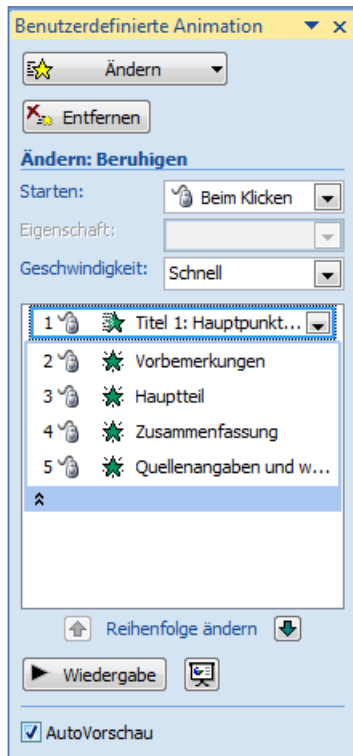 Benutzerdefinierte Animation
Ändern
Entfernen
Ändern: Beruhigen
Starten: Beim Klicken
Eigenschaft:
Geschwindigkeit: Schnell
1 Titel 1: Hauptpunkt...
2 Vorbemerkungen
3 Hauptteil
4 Zusammenfassung
5 Quellenangaben und w...
Reihenfolge ändern
Wiedergabe
AutoVorschau